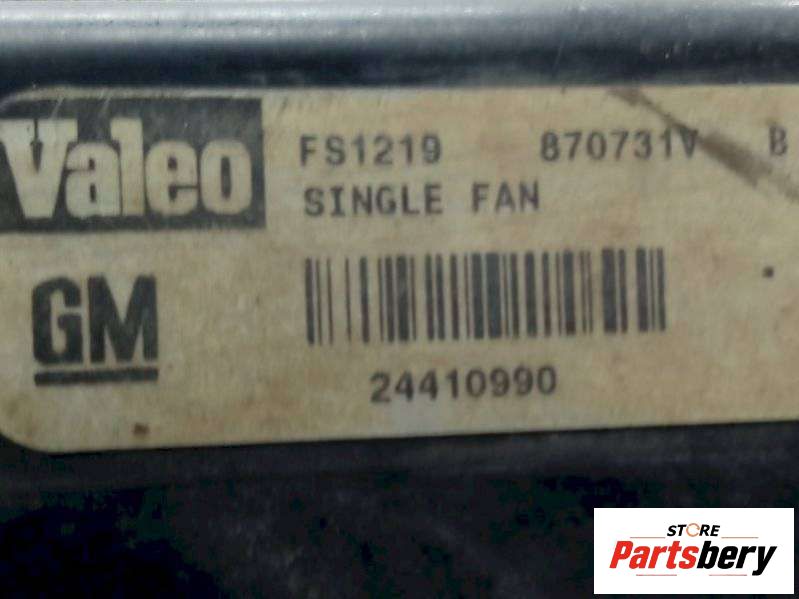 Valeo FS1219 870731V B
SINGLE FAN
GM
24410990
STORE
Partsbery